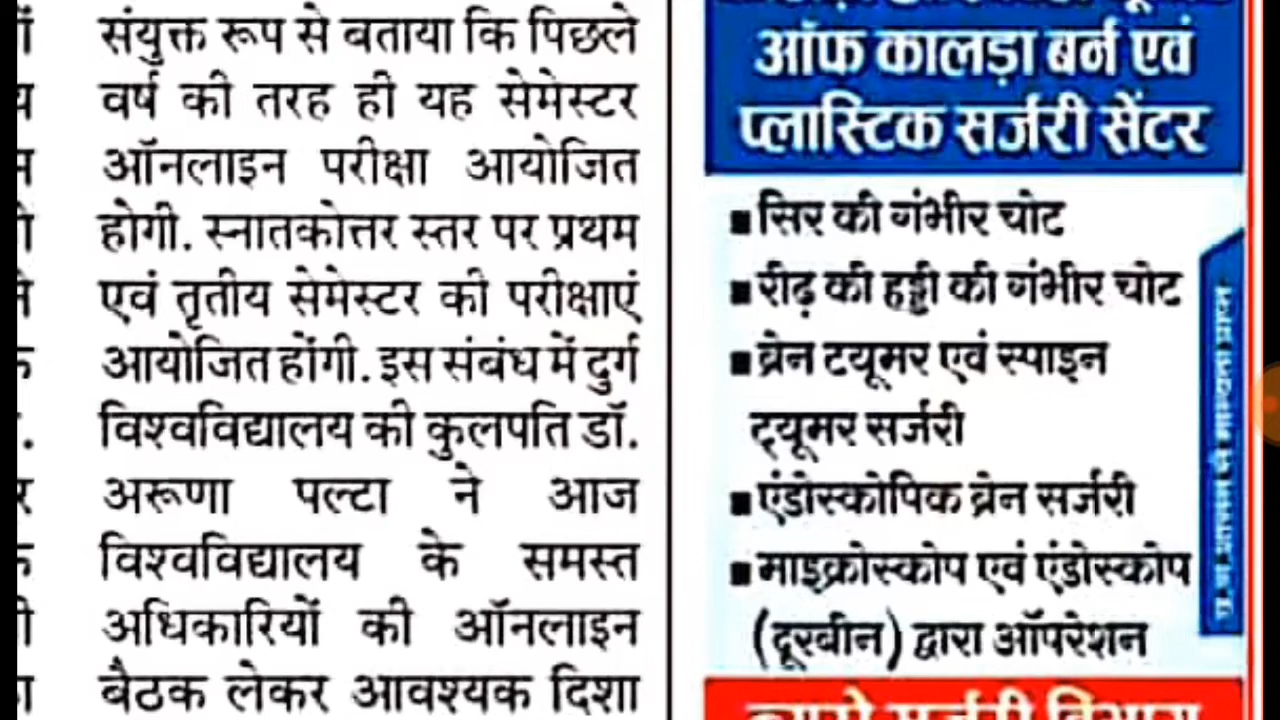 संयुक्त रूप से बताया कि पिछले
वर्ष की तरह ही यह सेमेस्टर
ऑनलाइन परीक्षा आयोजित
होगी. स्नातकोत्तर स्तर पर प्रथम
एवं तृतीय सेमेस्टर की परीक्षाएं
आयोजित होंगी. इस संबंध में दुर्ग
विश्वविद्यालय की कुलपति डॉ.
अरूणा पल्टा ने आज
विश्वविद्यालय के समस्त
अधिकारियों की ऑनलाइन
बैठक लेकर आवश्यक दिशा
ऑफ कालड़ा बर्न एवं
प्लास्टिक सर्जरी सेंटर
▪सिर की गंभीर चोट
▪रीढ़ की हड्डी की गंभीर चोट
▪ब्रेन टयूमर एवं स्पाइन
ट्यूमर सर्जरी
▪एंडोस्कोपिक ब्रेन सर्जरी
▪माइक्रोस्कोप एवं एंडोस्कोप
(दूरबीन) द्वारा ऑपरेशन
से मान्यता प्राप्त